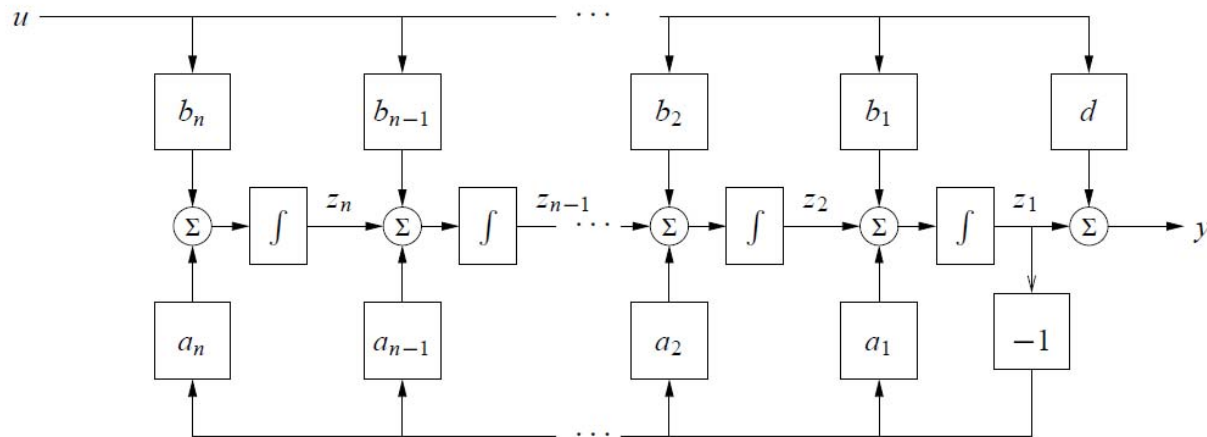 u ···
b_n b_{n−1} b_2 b_1 d
z_n z_{n−1} z_2 z_1
Σ ∫ Σ ∫ ··· Σ ∫ Σ ∫ Σ y
a_n a_{n−1} a_2 a_1 −1
···